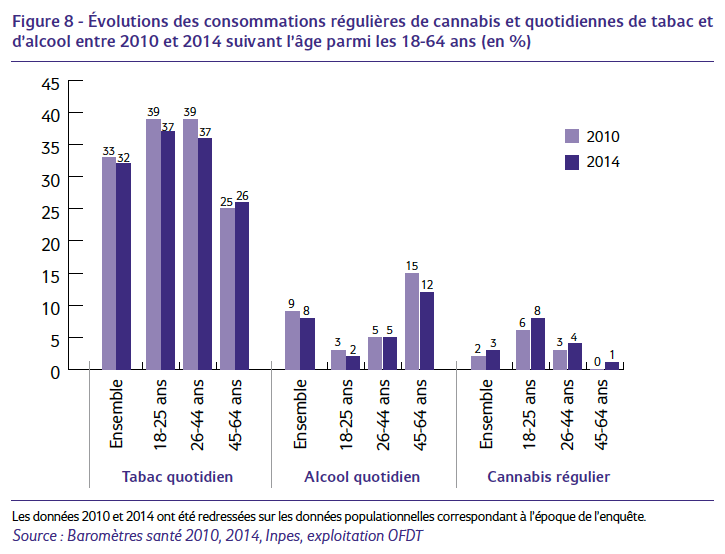 Figure 8 - Évolutions des consommations régulières de cannabis et quotidiennes de tabac et
d'alcool entre 2010 et 2014 suivant l'âge parmi les 18-64 ans (en %)
45
40
35
30
25
20
15
10
5
0
2010
2014
33 32
39 37
39 37
25 26
9 8
3 2
5 5
15 12
2 3
6 8
3 4
0 1
Ensemble
18-25 ans
26-44 ans
45-64 ans
Ensemble
18-25 ans
26-44 ans
45-64 ans
Ensemble
18-25 ans
26-44 ans
45-64 ans
Tabac quotidien
Alcool quotidien
Cannabis régulier
Les données 2010 et 2014 ont été redressées sur les données populationnelles correspondant à l'époque de l'enquête.
Source : Baromètres santé 2010, 2014, Inpes, exploitation OFDT